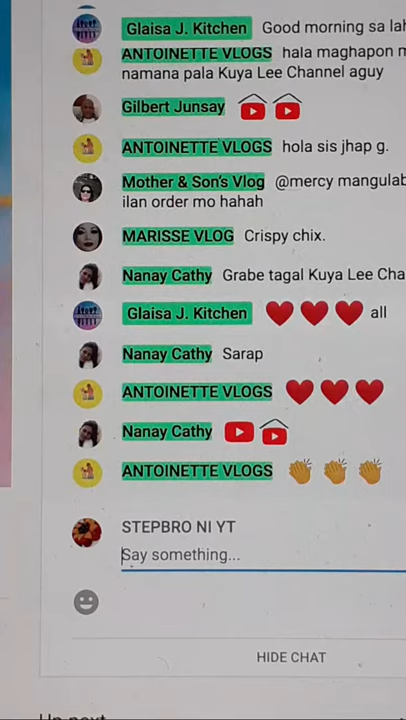 Glaisa J. Kitchen Good morning sa
ANTOINETTE VLOGS hala maghapon
namana pala Kuya Lee Channel aguy
Gilbert Junsay
ANTOINETTE VLOGS hola sis jhap g.
Mother & Son's Vlog @mercy mangulab
ilan order mo hahah
MARISSE VLOG Crispy chix.
Nanay Cathy Grabe tagal Kuya Lee Cha
Glaisa J. Kitchen ❤️❤️❤️ all
Nanay Cathy Sarap
ANTOINETTE VLOGS ❤️❤️❤️
Nanay Cathy
ANTOINETTE VLOGS 👏👏👏
STEPBRO NI YT
Say something...
HIDE CHAT
Up next